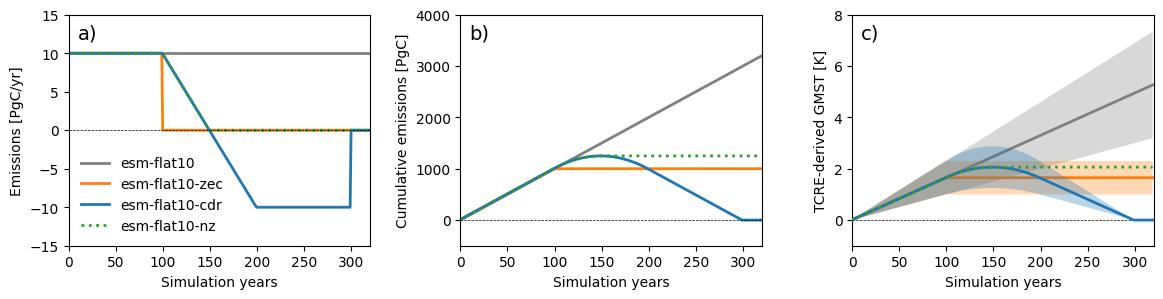 a)
Emissions [PgC/yr]
15
10
5
0
−5
−10
−15
esm-flat10
esm-flat10-zec
esm-flat10-cdr
esm-flat10-nz
0 50 100 150 200 250 300
Simulation years
b)
Cumulative emissions [PgC]
4000
3000
2000
1000
0
0 50 100 150 200 250 300
Simulation years
c)
TCRE-derived GMST [K]
8
6
4
2
0
0 50 100 150 200 250 300
Simulation years